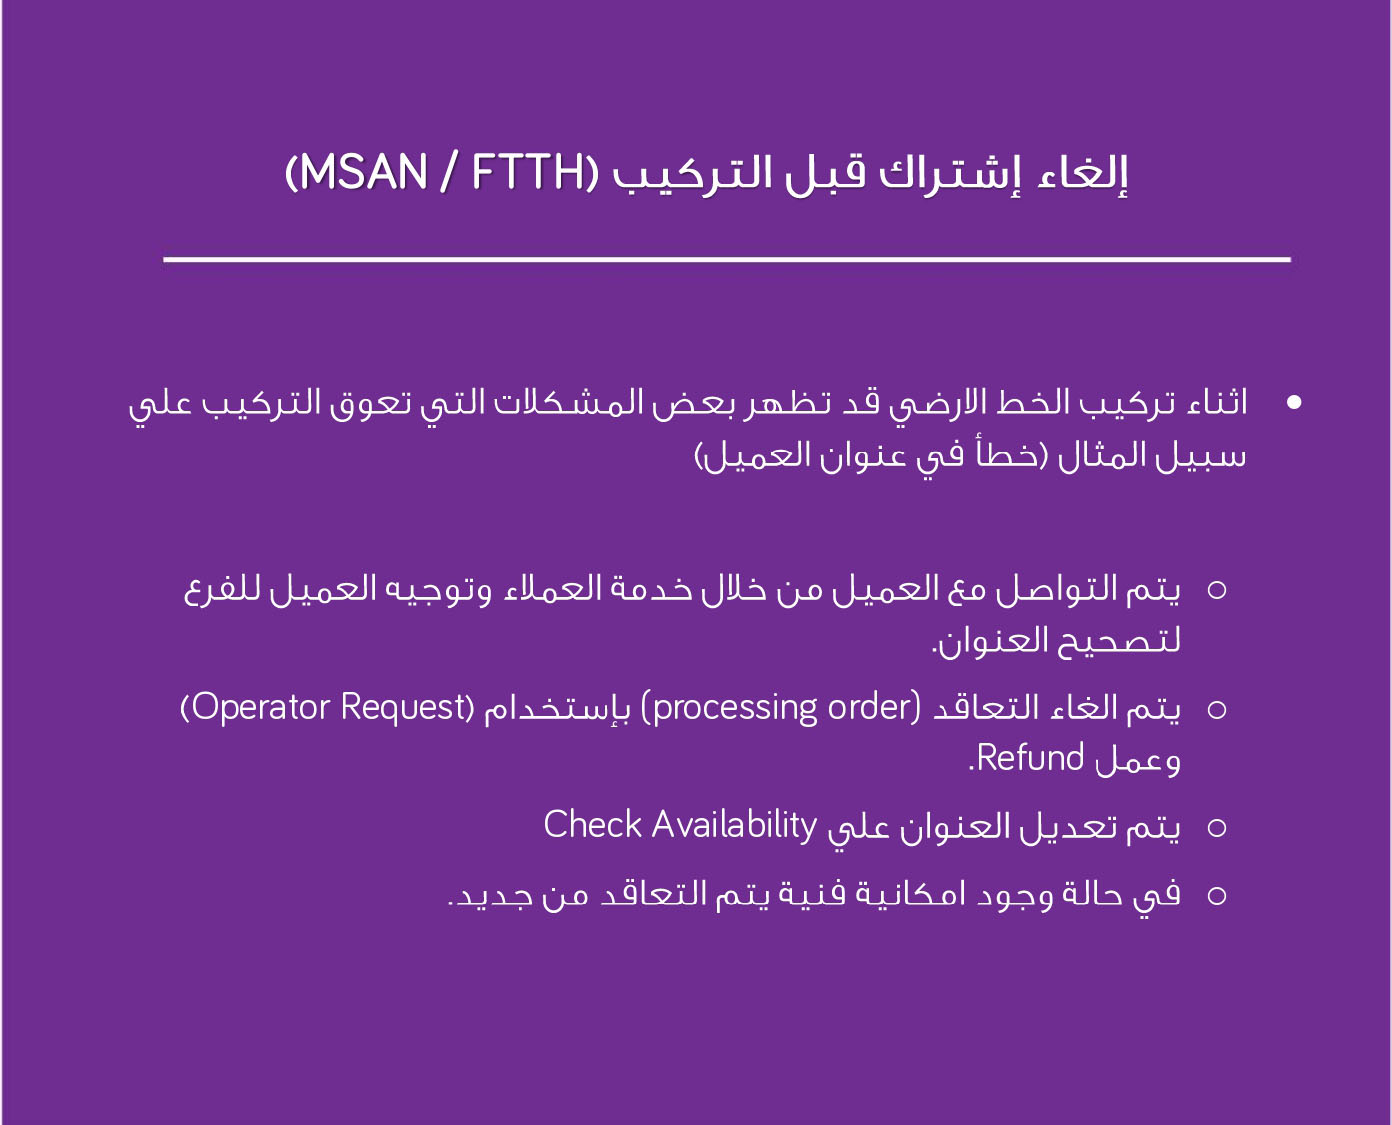 إلغاء إشتراك قبل التركيب (MSAN / FTTH)
• اثناء تركيب الخط الارضي قد تظهر بعض المشكلات التي تعوق التركيب علي
سبيل المثال (خطأ في عنوان العميل)
○ يتم التواصل مع العميل من خلال خدمة العملاء وتوجيه العميل للفرع
لتصحيح العنوان.
○ يتم الغاء التعاقد (processing order) بإستخدام (Operator Request)
وعمل Refund.
○ يتم تعديل العنوان علي Check Availability
○ في حالة وجود امكانية فنية يتم التعاقد من جديد.